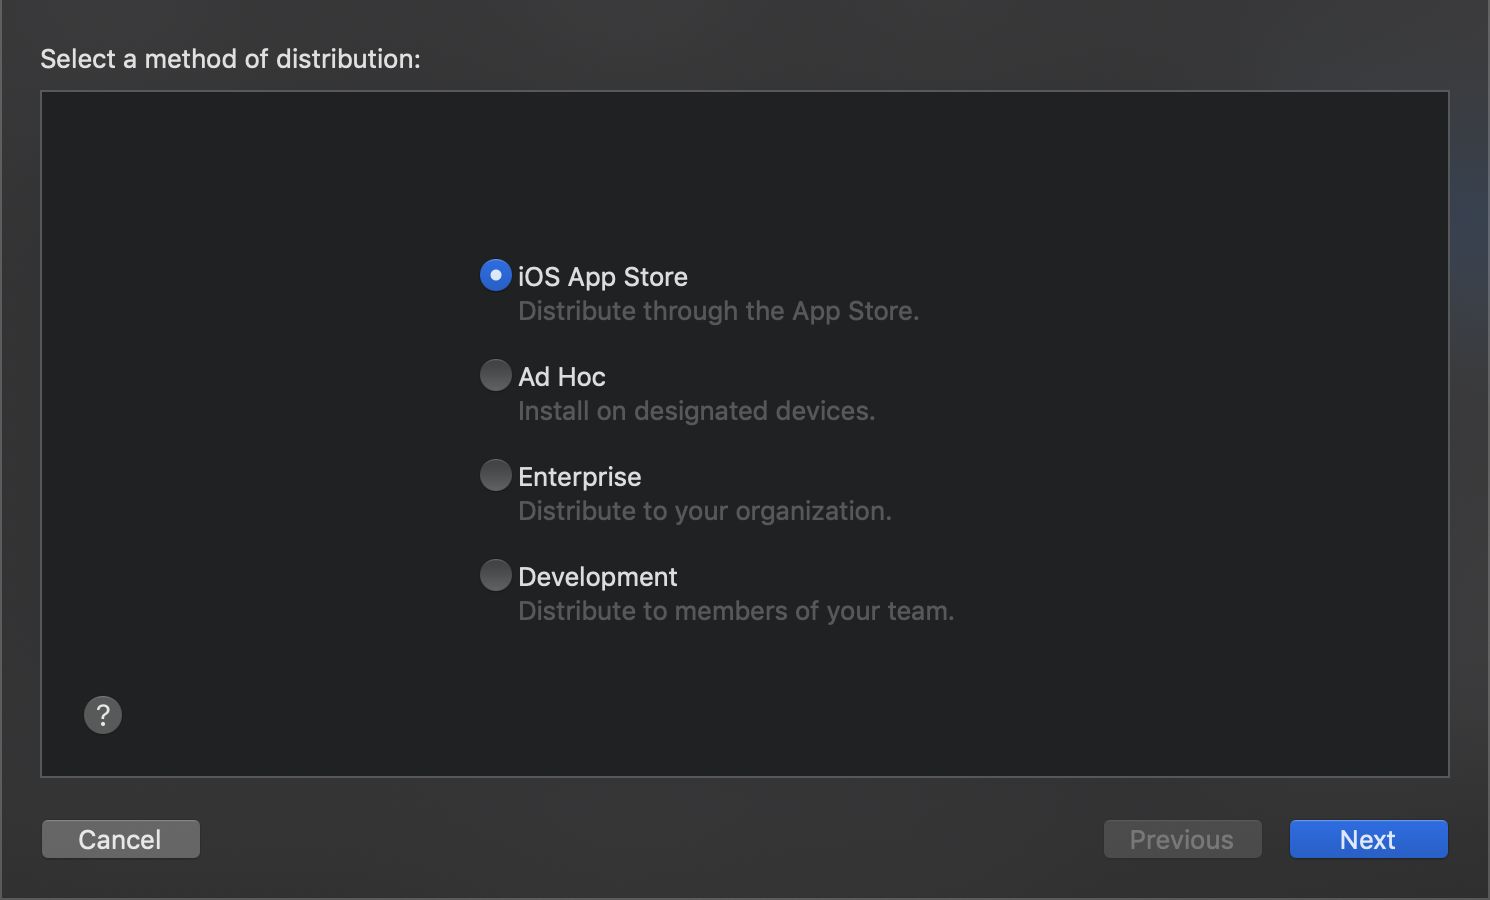 Select a method of distribution:
iOS App Store
Distribute through the App Store.
Ad Hoc
Install on designated devices.
Enterprise
Distribute to your organization.
Development
Distribute to members of your team.
?
Cancel
Previous
Next